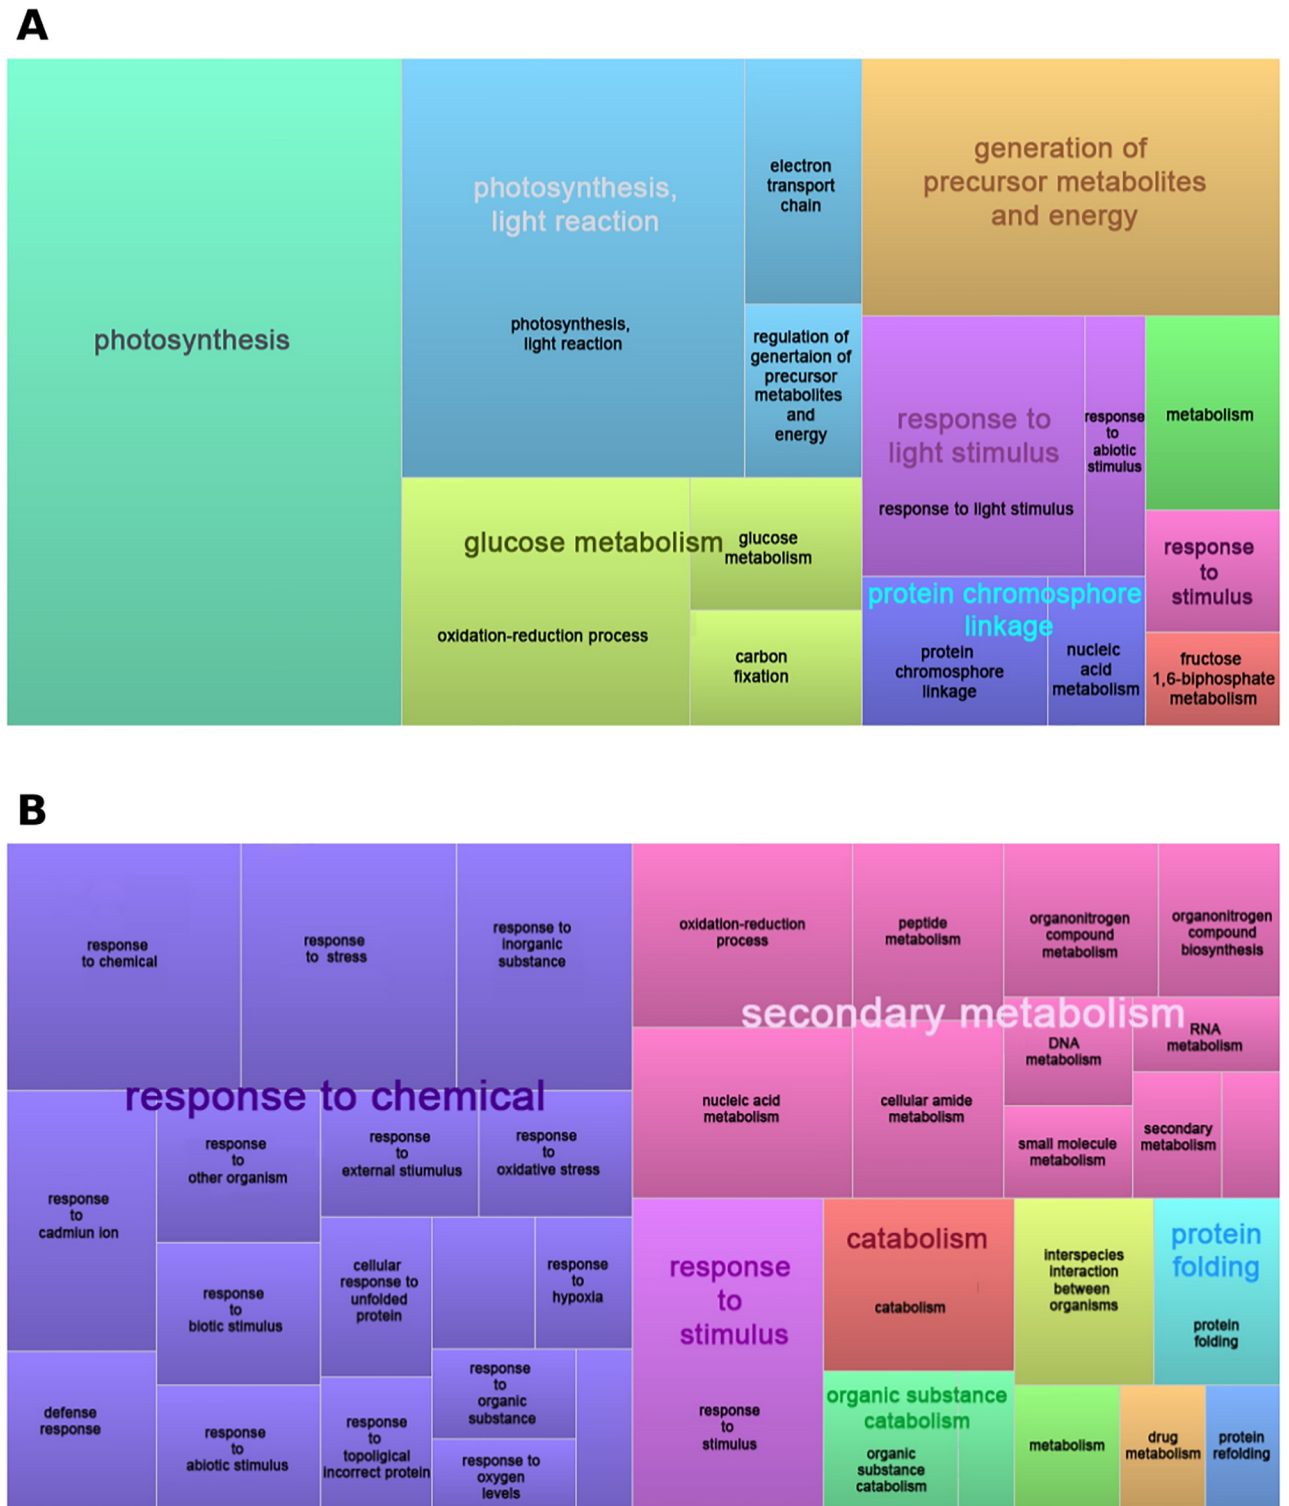 A
photosynthesis
photosynthesis,
light reaction
photosynthesis,
light reaction
electron
transport
chain
regulation of
genertaion of
precursor
metabolites
and
energy
generation of
precursor metabolites
and energy
response to
light stimulus
response to light stimulus
response
to
abiotic
stimulus
metabolism
response
to
stimulus
glucose metabolism
glucose
metabolism
oxidation-reduction process
carbon
fixation
protein chromosphore
linkage
protein
chromosphore
linkage
nucleic
acid
metabolism
fructose
1,6-biphosphate
metabolism
B
response
to chemical
response
to stress
response to
inorganic
substance
response to chemical
response
to
cadmiun ion
response
to
other organism
response
to
external stiumulus
response
to
oxidative stress
response
to
biotic stimulus
cellular
response to
unfolded
protein
response
to
hypoxia
defense
response
response
to
abiotic stimulus
response
to
topoligical
incorrect protein
response
to
organic
substance
response to
oxygen
levels
oxidation-reduction
process
peptide
metabolism
organonitrogen
compound
metabolism
organonitrogen
compound
biosynthesis
secondary metabolism
nucleic acid
metabolism
cellular amide
metabolism
DNA
metabolism
RNA
metabolism
small molecule
metabolism
secondary
metabolism
response
to
stimulus
response
to
stimulus
catabolism
catabolism
interspecies
interaction
between
organisms
protein
folding
protein
folding
organic substance
catabolism
organic
substance
catabolism
metabolism
drug
metabolism
protein
refolding